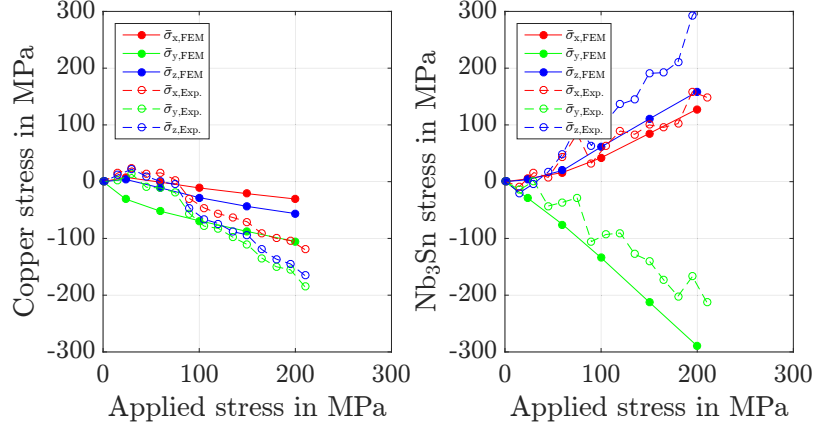 300
200
100
0
-100
-200
-300
0
100
200
300
Copper stress in MPa
Applied stress in MPa
σ̄x,FEM
σ̄y,FEM
σ̄z,FEM
σ̄x,Exp.
σ̄y,Exp.
σ̄z,Exp.
300
200
100
0
-100
-200
-300
0
100
200
300
Nb₃Sn stress in MPa
Applied stress in MPa
σ̄x,FEM
σ̄y,FEM
σ̄z,FEM
σ̄x,Exp.
σ̄y,Exp.
σ̄z,Exp.